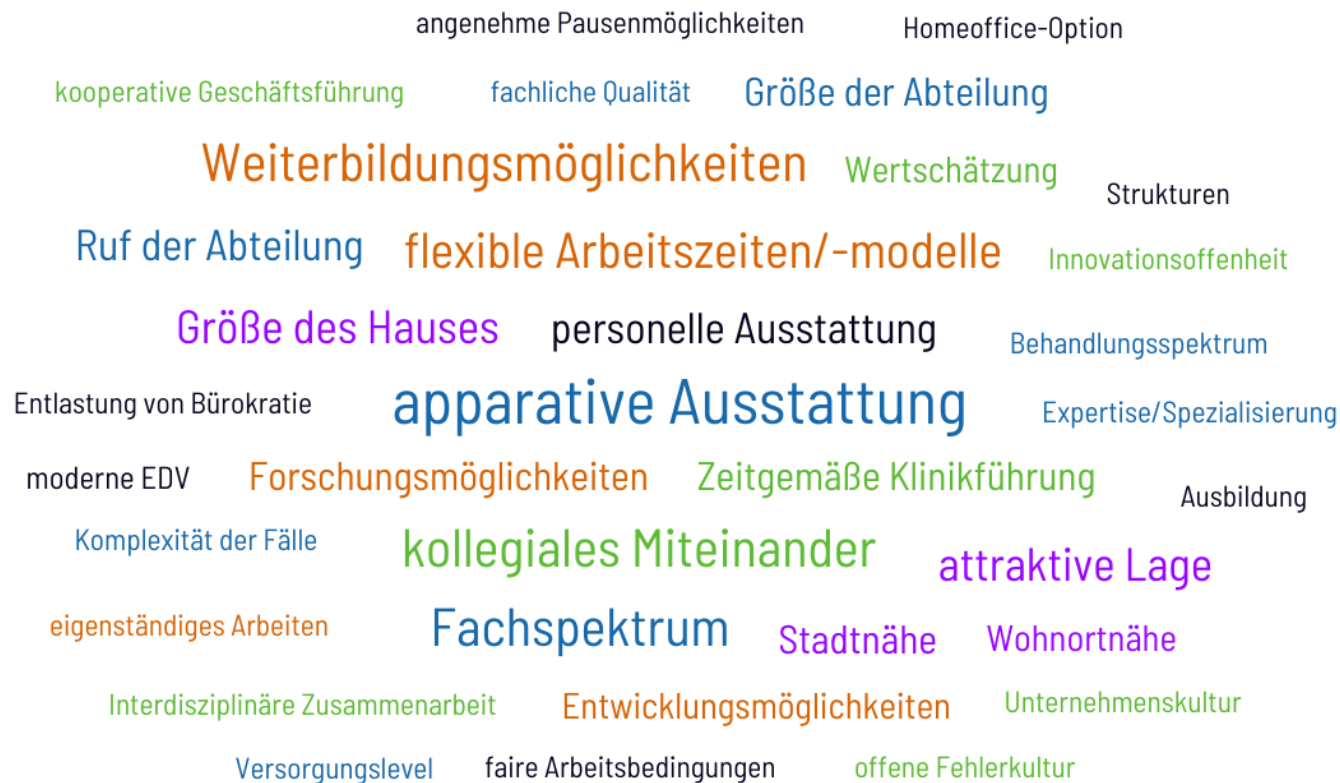 angenehme Pausenmöglichkeiten Homeoffice-Option
kooperative Geschäftsführung fachliche Qualität Größe der Abteilung
Weiterbildungsmöglichkeiten Wertschätzung
Strukturen
Ruf der Abteilung flexible Arbeitszeiten/-modelle Innovationsoffenheit
Größe des Hauses personelle Ausstattung Behandlungsspektrum
Entlastung von Bürokratie apparative Ausstattung Expertise/Spezialisierung
moderne EDV Forschungsmöglichkeiten Zeitgemäße Klinikführung
Ausbildung
Komplexität der Fälle kollegiales Miteinander attraktive Lage
eigenständiges Arbeiten Fachspektrum Stadtnähe Wohnortnähe
Interdisziplinäre Zusammenarbeit Entwicklungsmöglichkeiten Unternehmenskultur
Versorgungslevel faire Arbeitsbedingungen offene Fehlerkultur